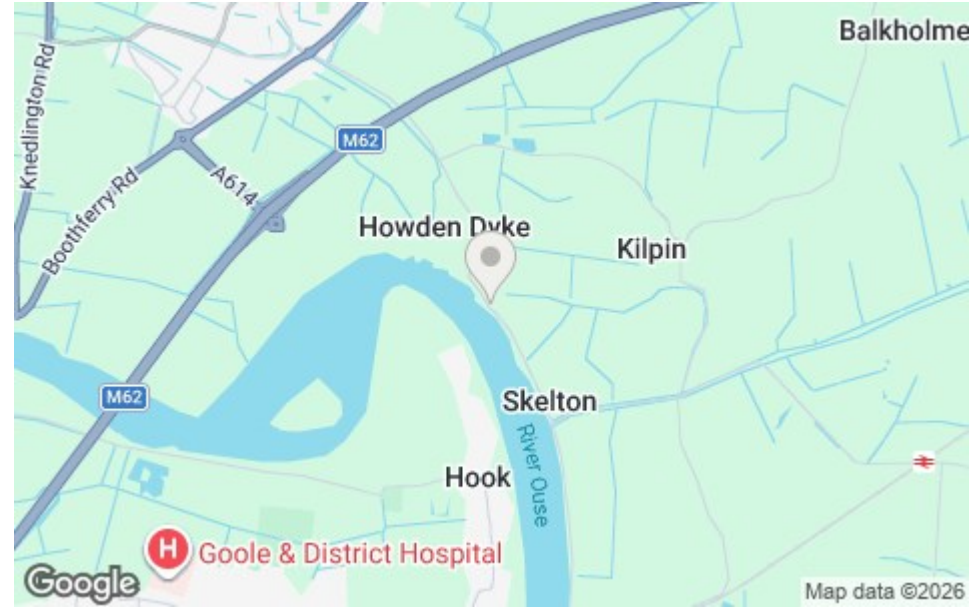 Balkholme
Knedlington Rd
M62
Boothferry Rd
A614
Howden Dyke
Kilpin
M62
Skelton
River Ouse
Hook
H
Goole & District Hospital
Google
Map data ©2026